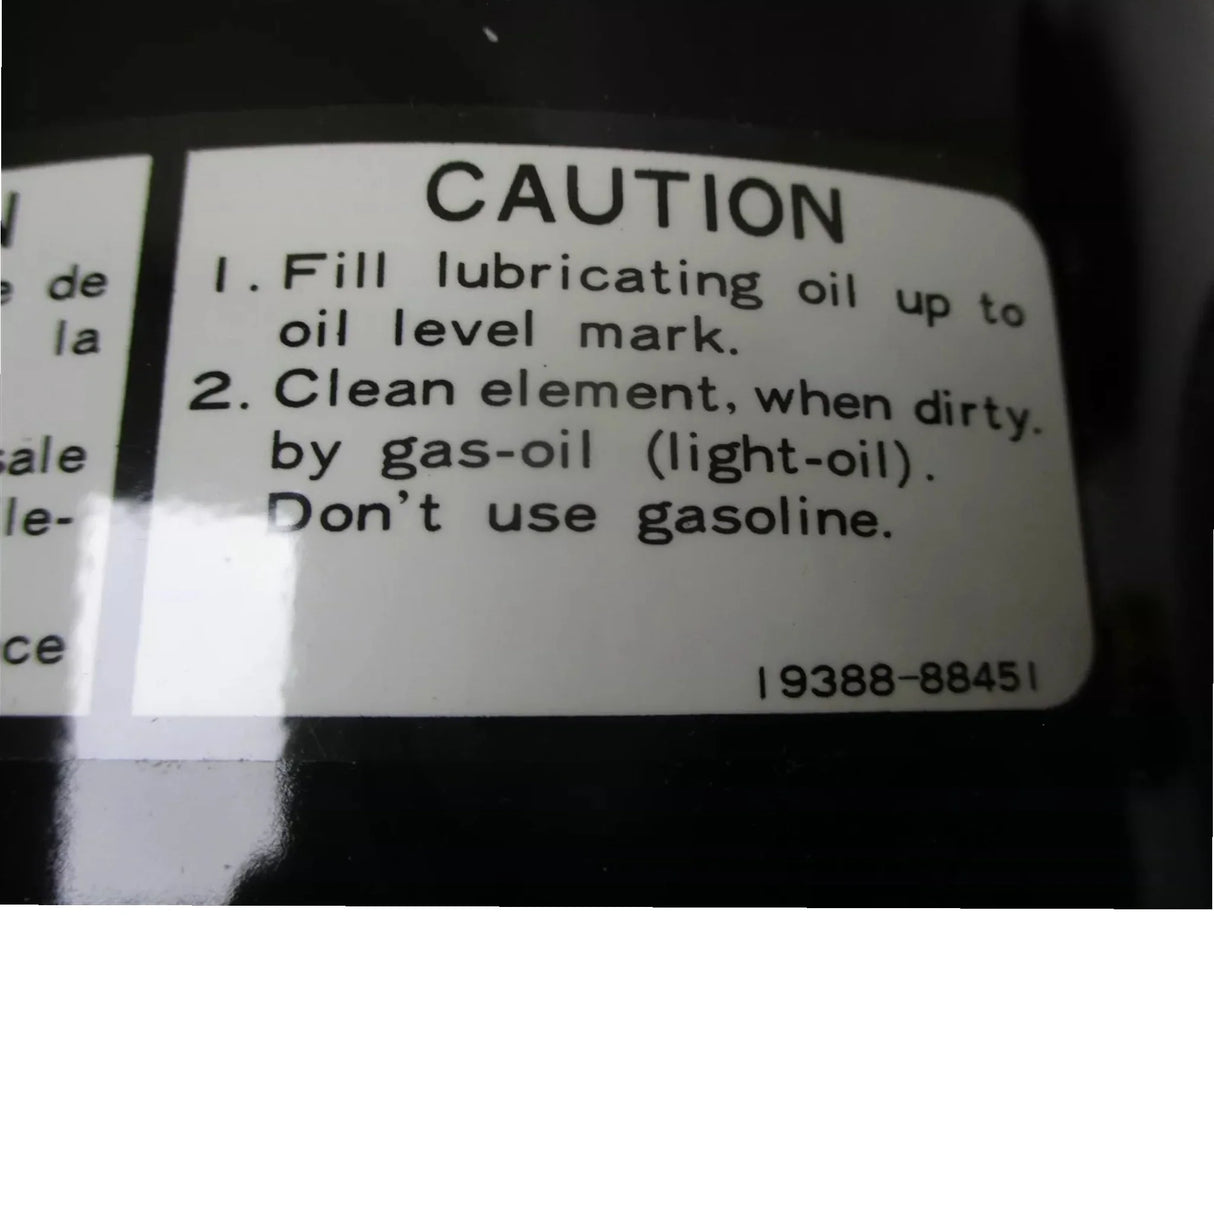 de
la
CAUTION
1. Fill lubricating oil up to
oil level mark.
2. Clean element, when dirty.
by gas-oil (light-oil).
Don't use gasoline.
le-
ce
19388-88451